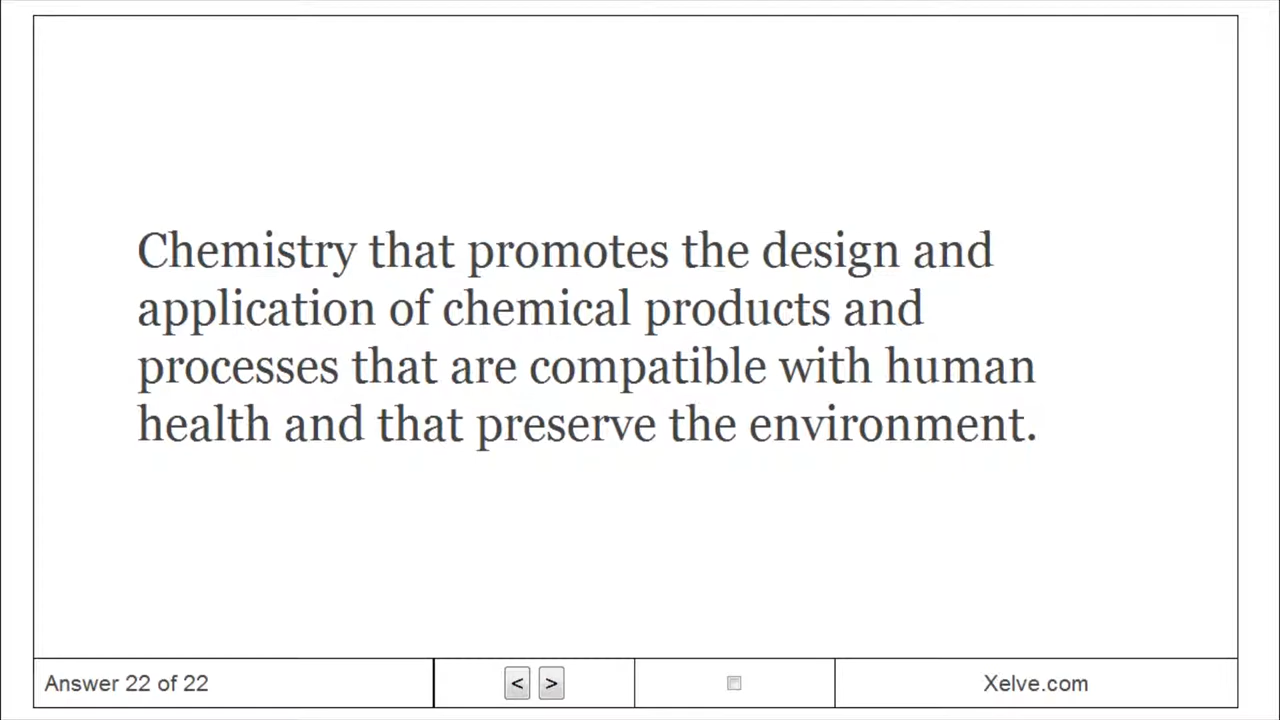 Chemistry that promotes the design and
application of chemical products and
processes that are compatible with human
health and that preserve the environment.
Answer 22 of 22
< >
Xelve.com